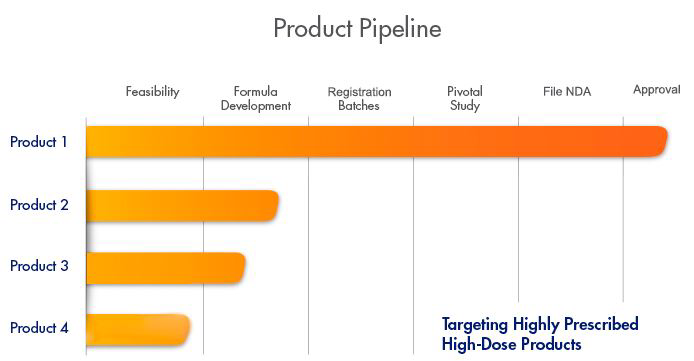 Product Pipeline
Feasibility
Formula
Development
Registration
Batches
Pivotal
Study
File NDA
Approval
Product 1
Product 2
Product 3
Product 4
Targeting Highly Prescribed
High-Dose Products